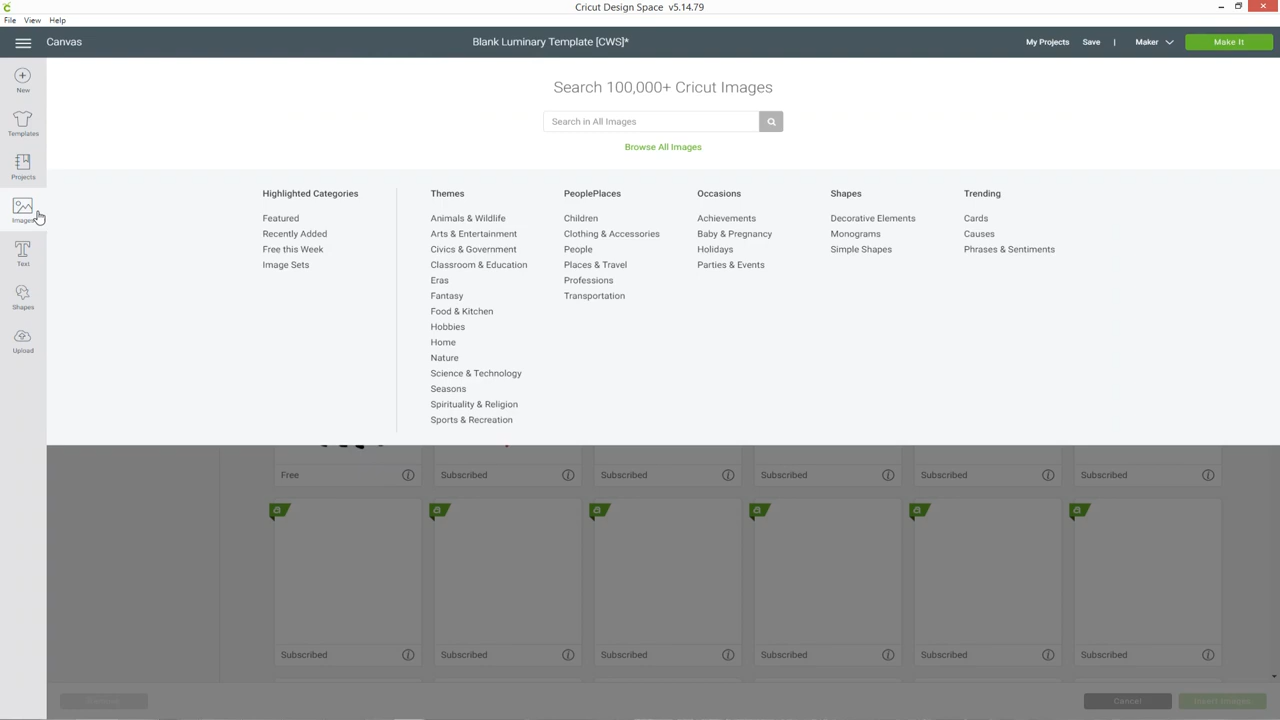 Cricut Design Space v5.14.79
File View Help
Canvas
Blank Luminary Template [CWS]*
My Projects Save | Maker Make It
New
Templates
Projects
Images
Text
Shapes
Upload
Search 100,000+ Cricut Images
Search in All Images
Browse All Images
Highlighted Categories
Featured
Recently Added
Free this Week
Image Sets
Themes
Animals & Wildlife
Arts & Entertainment
Civics & Government
Classroom & Education
Eras
Fantasy
Food & Kitchen
Hobbies
Home
Nature
Science & Technology
Seasons
Spirituality & Religion
Sports & Recreation
PeoplePlaces
Children
Clothing & Accessories
People
Places & Travel
Professions
Transportation
Occasions
Achievements
Baby & Pregnancy
Holidays
Parties & Events
Shapes
Decorative Elements
Monograms
Simple Shapes
Trending
Cards
Causes
Phrases & Sentiments
Free Subscribed Subscribed Subscribed Subscribed Subscribed
a a a a a a
Subscribed Subscribed Subscribed Subscribed Subscribed Subscribed
Cancel Insert Images